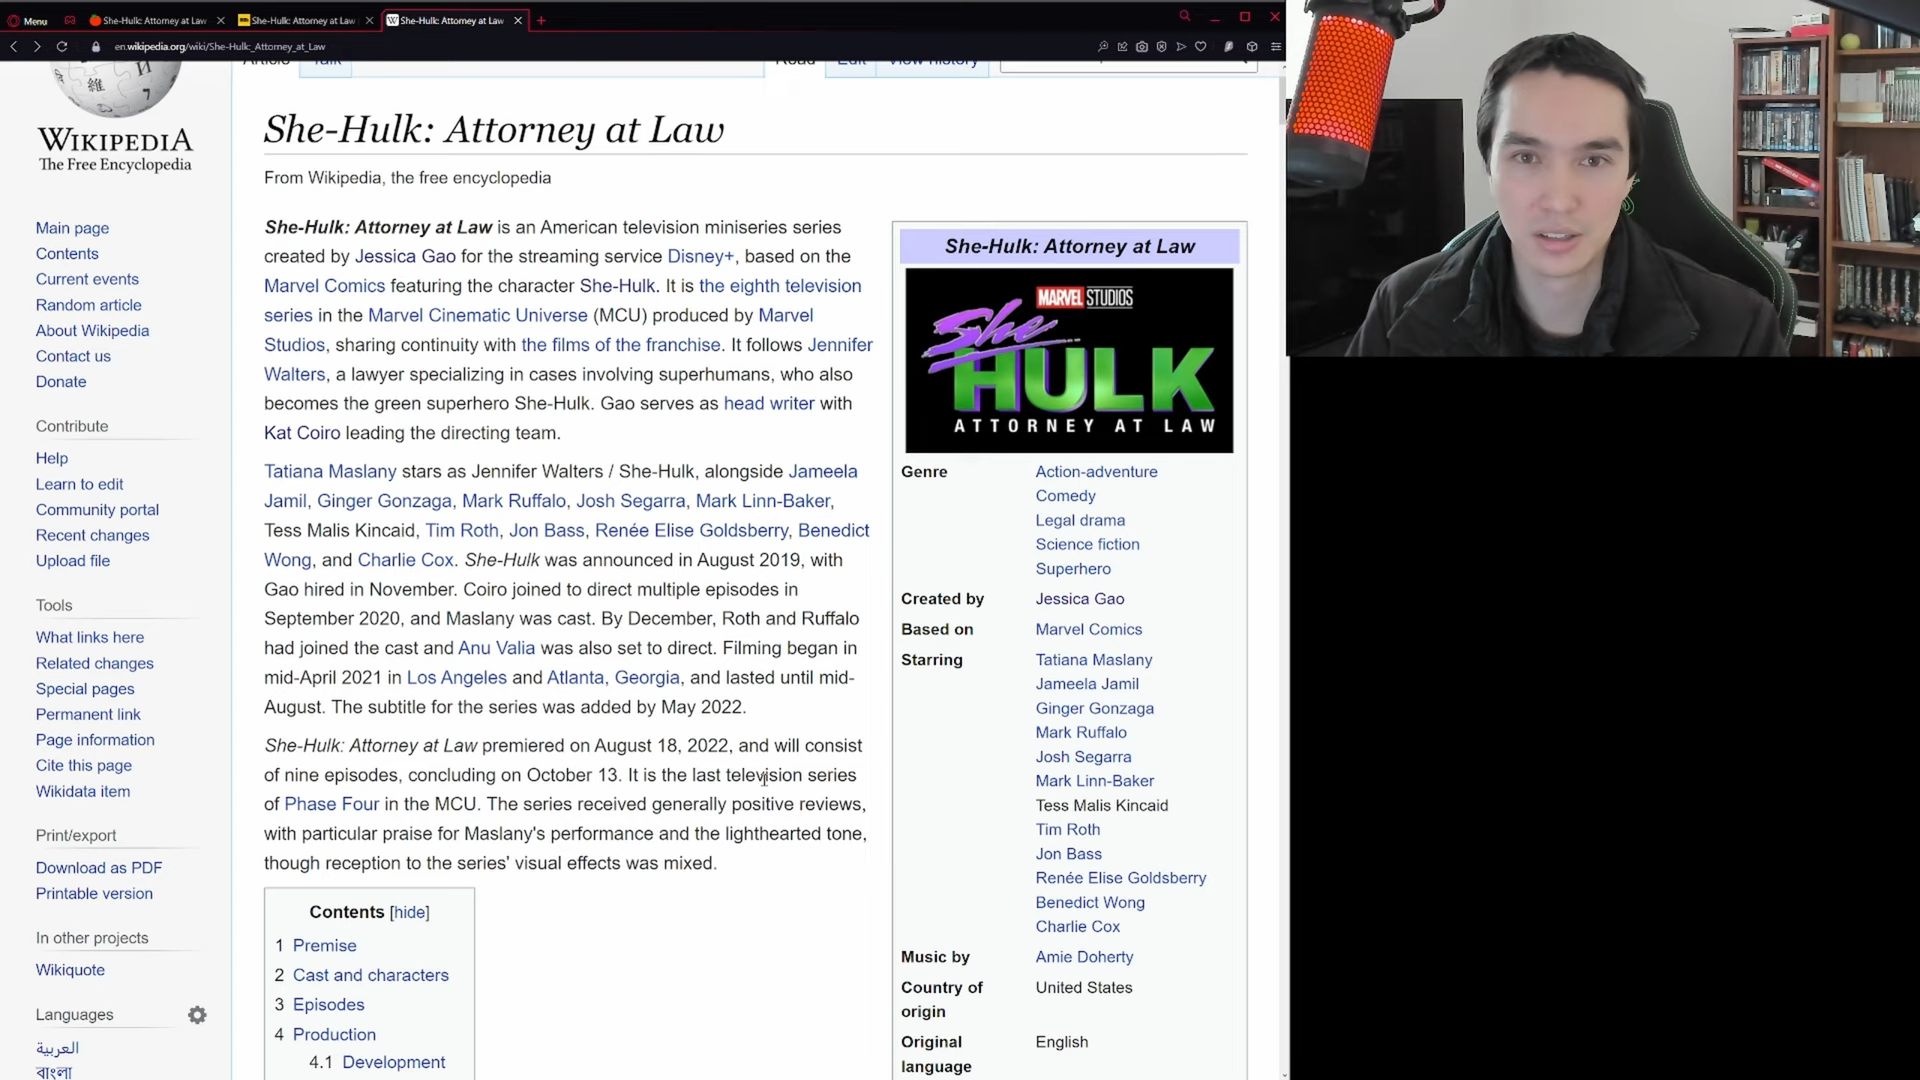 Menu
She-Hulk: Attorney at Law
She-Hulk: Attorney at Law
She-Hulk: Attorney at Law
en.wikipedia.org/wiki/She-Hulk:_Attorney_at_Law
Article
Talk
Read
Edit
View history
WIKIPEDIA
The Free Encyclopedia
Main page
Contents
Current events
Random article
About Wikipedia
Contact us
Donate
Contribute
Help
Learn to edit
Community portal
Recent changes
Upload file
Tools
What links here
Related changes
Special pages
Permanent link
Page information
Cite this page
Wikidata item
Print/export
Download as PDF
Printable version
In other projects
Wikiquote
Languages
العربية
বাংলা
She-Hulk: Attorney at Law
From Wikipedia, the free encyclopedia
She-Hulk: Attorney at Law is an American television miniseries series
created by Jessica Gao for the streaming service Disney+, based on the
Marvel Comics featuring the character She-Hulk. It is the eighth television
series in the Marvel Cinematic Universe (MCU) produced by Marvel
Studios, sharing continuity with the films of the franchise. It follows Jennifer
Walters, a lawyer specializing in cases involving superhumans, who also
becomes the green superhero She-Hulk. Gao serves as head writer with
Kat Coiro leading the directing team.
Tatiana Maslany stars as Jennifer Walters / She-Hulk, alongside Jameela
Jamil, Ginger Gonzaga, Mark Ruffalo, Josh Segarra, Mark Linn-Baker,
Tess Malis Kincaid, Tim Roth, Jon Bass, Renée Elise Goldsberry, Benedict
Wong, and Charlie Cox. She-Hulk was announced in August 2019, with
Gao hired in November. Coiro joined to direct multiple episodes in
September 2020, and Maslany was cast. By December, Roth and Ruffalo
had joined the cast and Anu Valia was also set to direct. Filming began in
mid-April 2021 in Los Angeles and Atlanta, Georgia, and lasted until mid-
August. The subtitle for the series was added by May 2022.
She-Hulk: Attorney at Law premiered on August 18, 2022, and will consist
of nine episodes, concluding on October 13. It is the last television series
of Phase Four in the MCU. The series received generally positive reviews,
with particular praise for Maslany's performance and the lighthearted tone,
though reception to the series' visual effects was mixed.
Contents [hide]
1 Premise
2 Cast and characters
3 Episodes
4 Production
4.1 Development
She-Hulk: Attorney at Law
MARVEL STUDIOS
She
HULK
ATTORNEY AT LAW
Genre
Action-adventure
Comedy
Legal drama
Science fiction
Superhero
Created by
Jessica Gao
Based on
Marvel Comics
Starring
Tatiana Maslany
Jameela Jamil
Ginger Gonzaga
Mark Ruffalo
Josh Segarra
Mark Linn-Baker
Tess Malis Kincaid
Tim Roth
Jon Bass
Renée Elise Goldsberry
Benedict Wong
Charlie Cox
Music by
Amie Doherty
Country of
origin
United States
Original
language
English